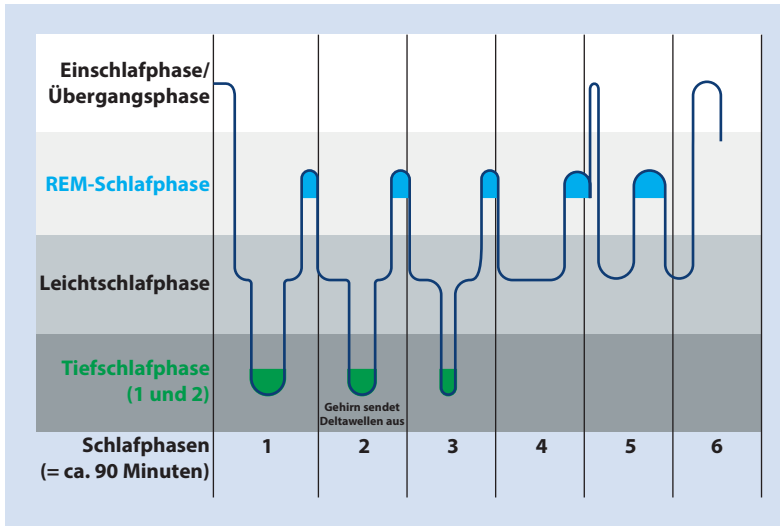 Einschlafphase/
Übergangsphase
REM-Schlafphase
Leichtschlafphase
Tiefschlafphase
(1 und 2)
Gehirn sendet
Deltawellen aus
Schlafphasen
(= ca. 90 Minuten)
1 2 3 4 5 6